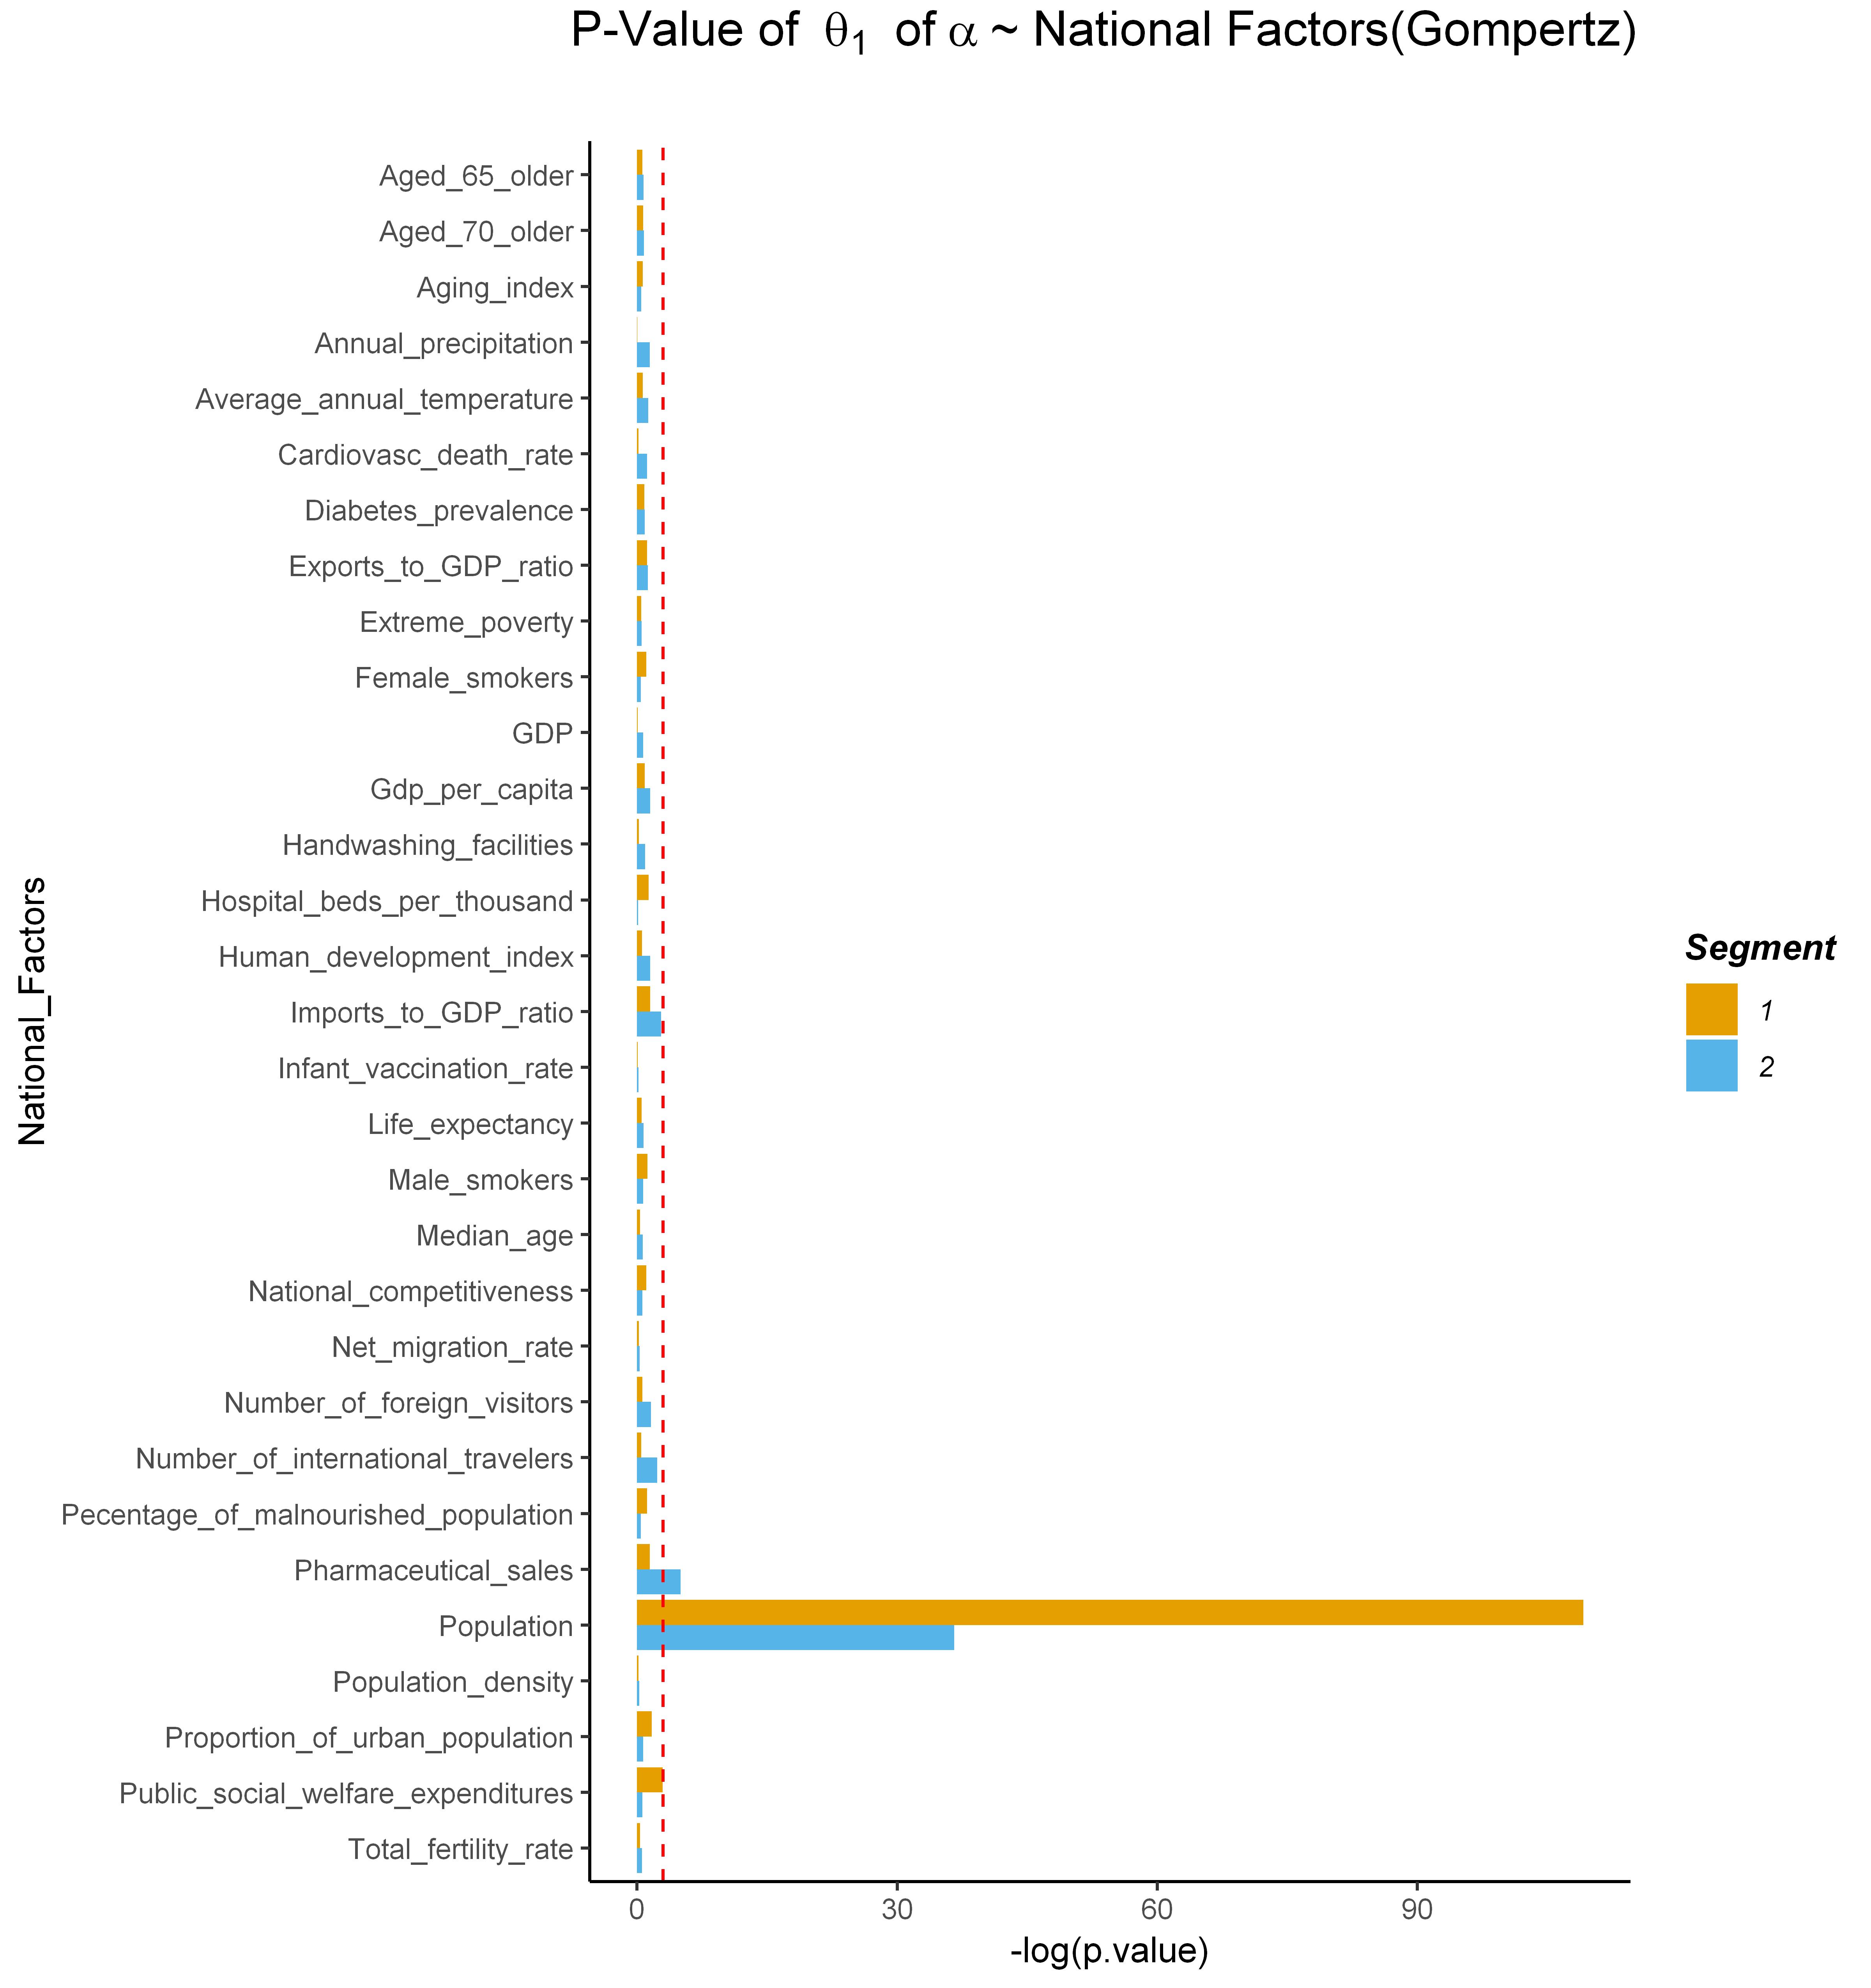 P-Value of θ1 of α ~ National Factors(Gompertz)
National_Factors
Aged_65_older
Aged_70_older
Aging_index
Annual_precipitation
Average_annual_temperature
Cardiovasc_death_rate
Diabetes_prevalence
Exports_to_GDP_ratio
Extreme_poverty
Female_smokers
GDP
Gdp_per_capita
Handwashing_facilities
Hospital_beds_per_thousand
Human_development_index
Imports_to_GDP_ratio
Infant_vaccination_rate
Life_expectancy
Male_smokers
Median_age
National_competitiveness
Net_migration_rate
Number_of_foreign_visitors
Number_of_international_travelers
Pecentage_of_malnourished_population
Pharmaceutical_sales
Population
Population_density
Proportion_of_urban_population
Public_social_welfare_expenditures
Total_fertility_rate
0 30 60 90
-log(p.value)
Segment
1
2